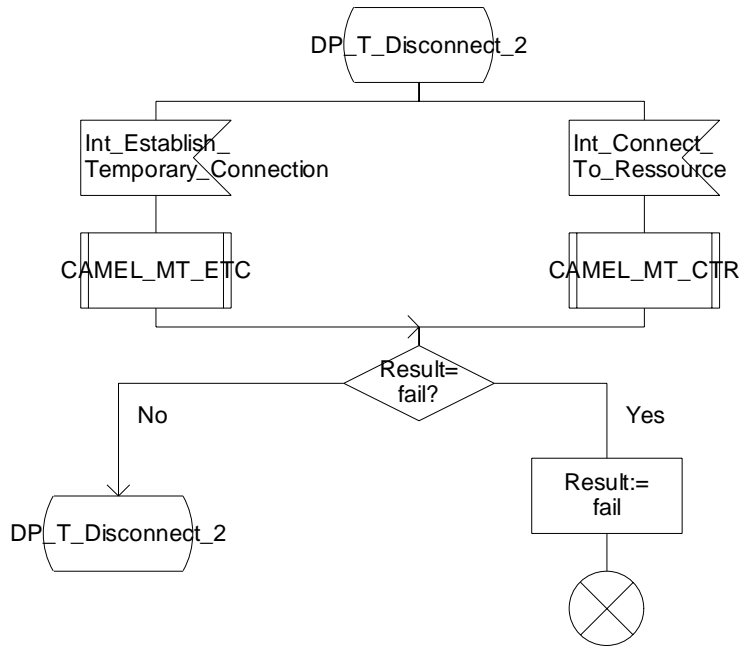 DP_T_Disconnect_2
Int_Establish_
Temporary_Connection
Int_Connect_
To_Ressource
CAMEL_MT_ETC
CAMEL_MT_CTR
Result=
fail?
No
Yes
Result:=
fail
DP_T_Disconnect_2